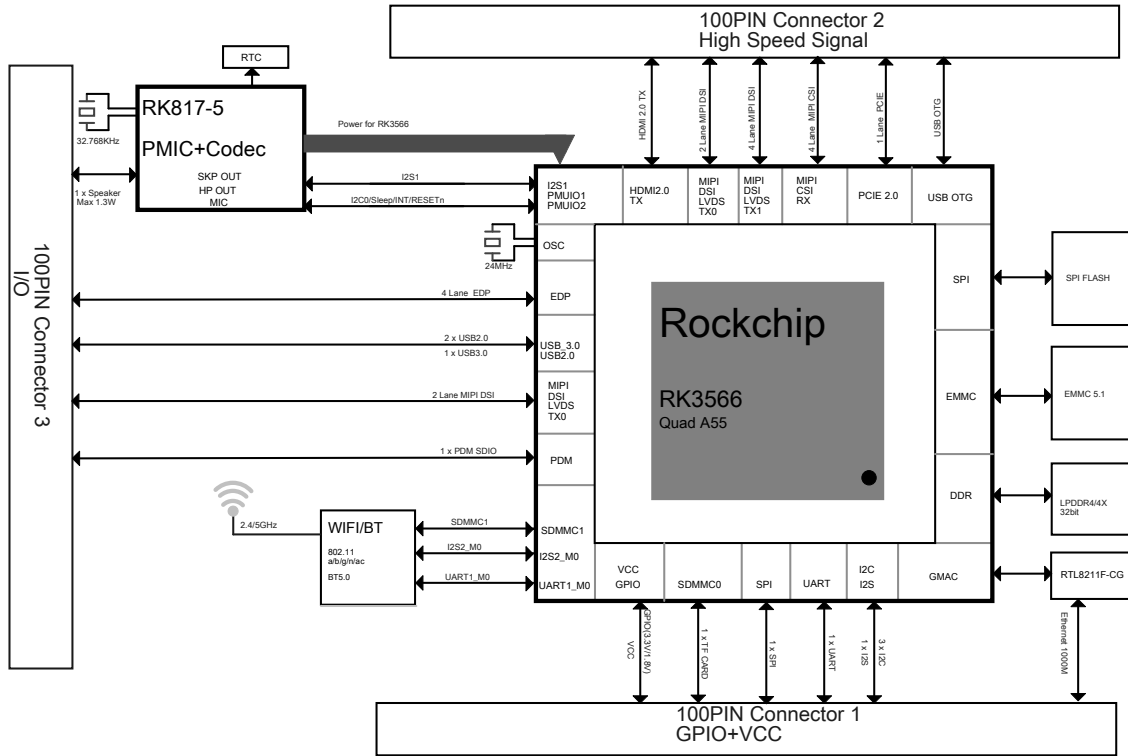 100PIN Connector 2
High Speed Signal
RTC
RK817-5
PMIC+Codec
SKP OUT
HP OUT
MIC
32.768KHz
1 x Speaker
Max 1.3W
Power for RK3566
I2S1
I2C0/Sleep/INT/RESETn
HDMI 2.0 TX
2 Lane MIPI DSI
4 Lane MIPI DSI
4 Lane  MIPI CSI
1 Lane  PCIE
USB OTG
I2S1
PMUIO1
PMUIO2
HDMI2.0
TX
MIPI
DSI
LVDS
TX0
MIPI
DSI
LVDS
TX1
MIPI
CSI
RX
PCIE 2.0
USB OTG
24MHz
OSC
100PIN Connector 3
I/O
4 Lane  EDP
EDP
2 x USB2.0
1 x USB3.0
USB_3.0
USB2.0
2 Lane MIPI DSI
MIPI
DSI
LVDS
TX0
1 x PDM SDIO
PDM
Rockchip
RK3566
Quad A55
SPI
SPI FLASH
EMMC
EMMC 5.1
DDR
LPDDR4/4X
32bit
2.4/5GHz
WIFI/BT
802.11
a/b/g/n/ac
BT5.0
SDMMC1
I2S2_M0
UART1_M0
SDMMC1
I2S2_M0
UART1_M0
VCC
GPIO
SDMMC0
SPI
UART
I2C
I2S
GMAC
RTL8211F-CG
GPIO(3.3V/1.8V)
VCC
1 x TF CARD
1 x SPI
1 x UART
3 x I2C
1 x I2S
Ethernet 1000M
100PIN Connector 1
GPIO+VCC